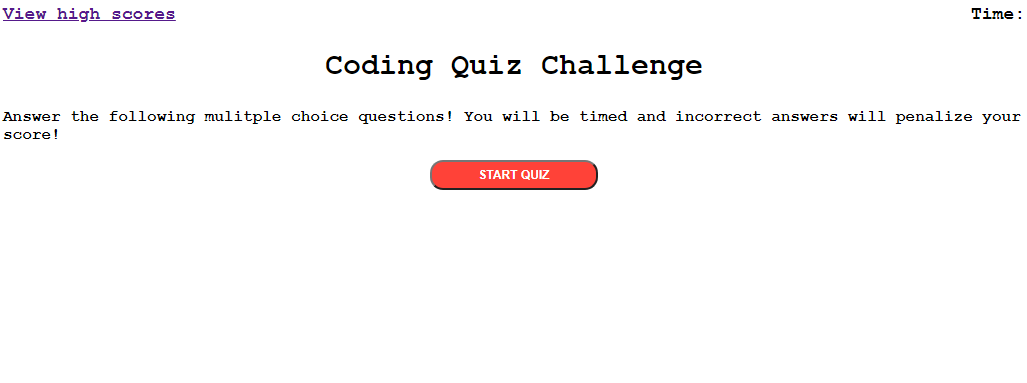 View high scores
Time:
Coding Quiz Challenge
Answer the following mulitple choice questions! You will be timed and incorrect answers will penalize your
score!
START QUIZ